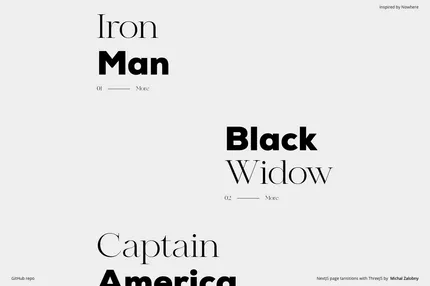 Inspired by Nowhere
Iron
Man
01 More
Black
Widow
02 More
Captain
America
GitHub repo
NextJS page tansitions with ThreeJS by Michal Zalobny